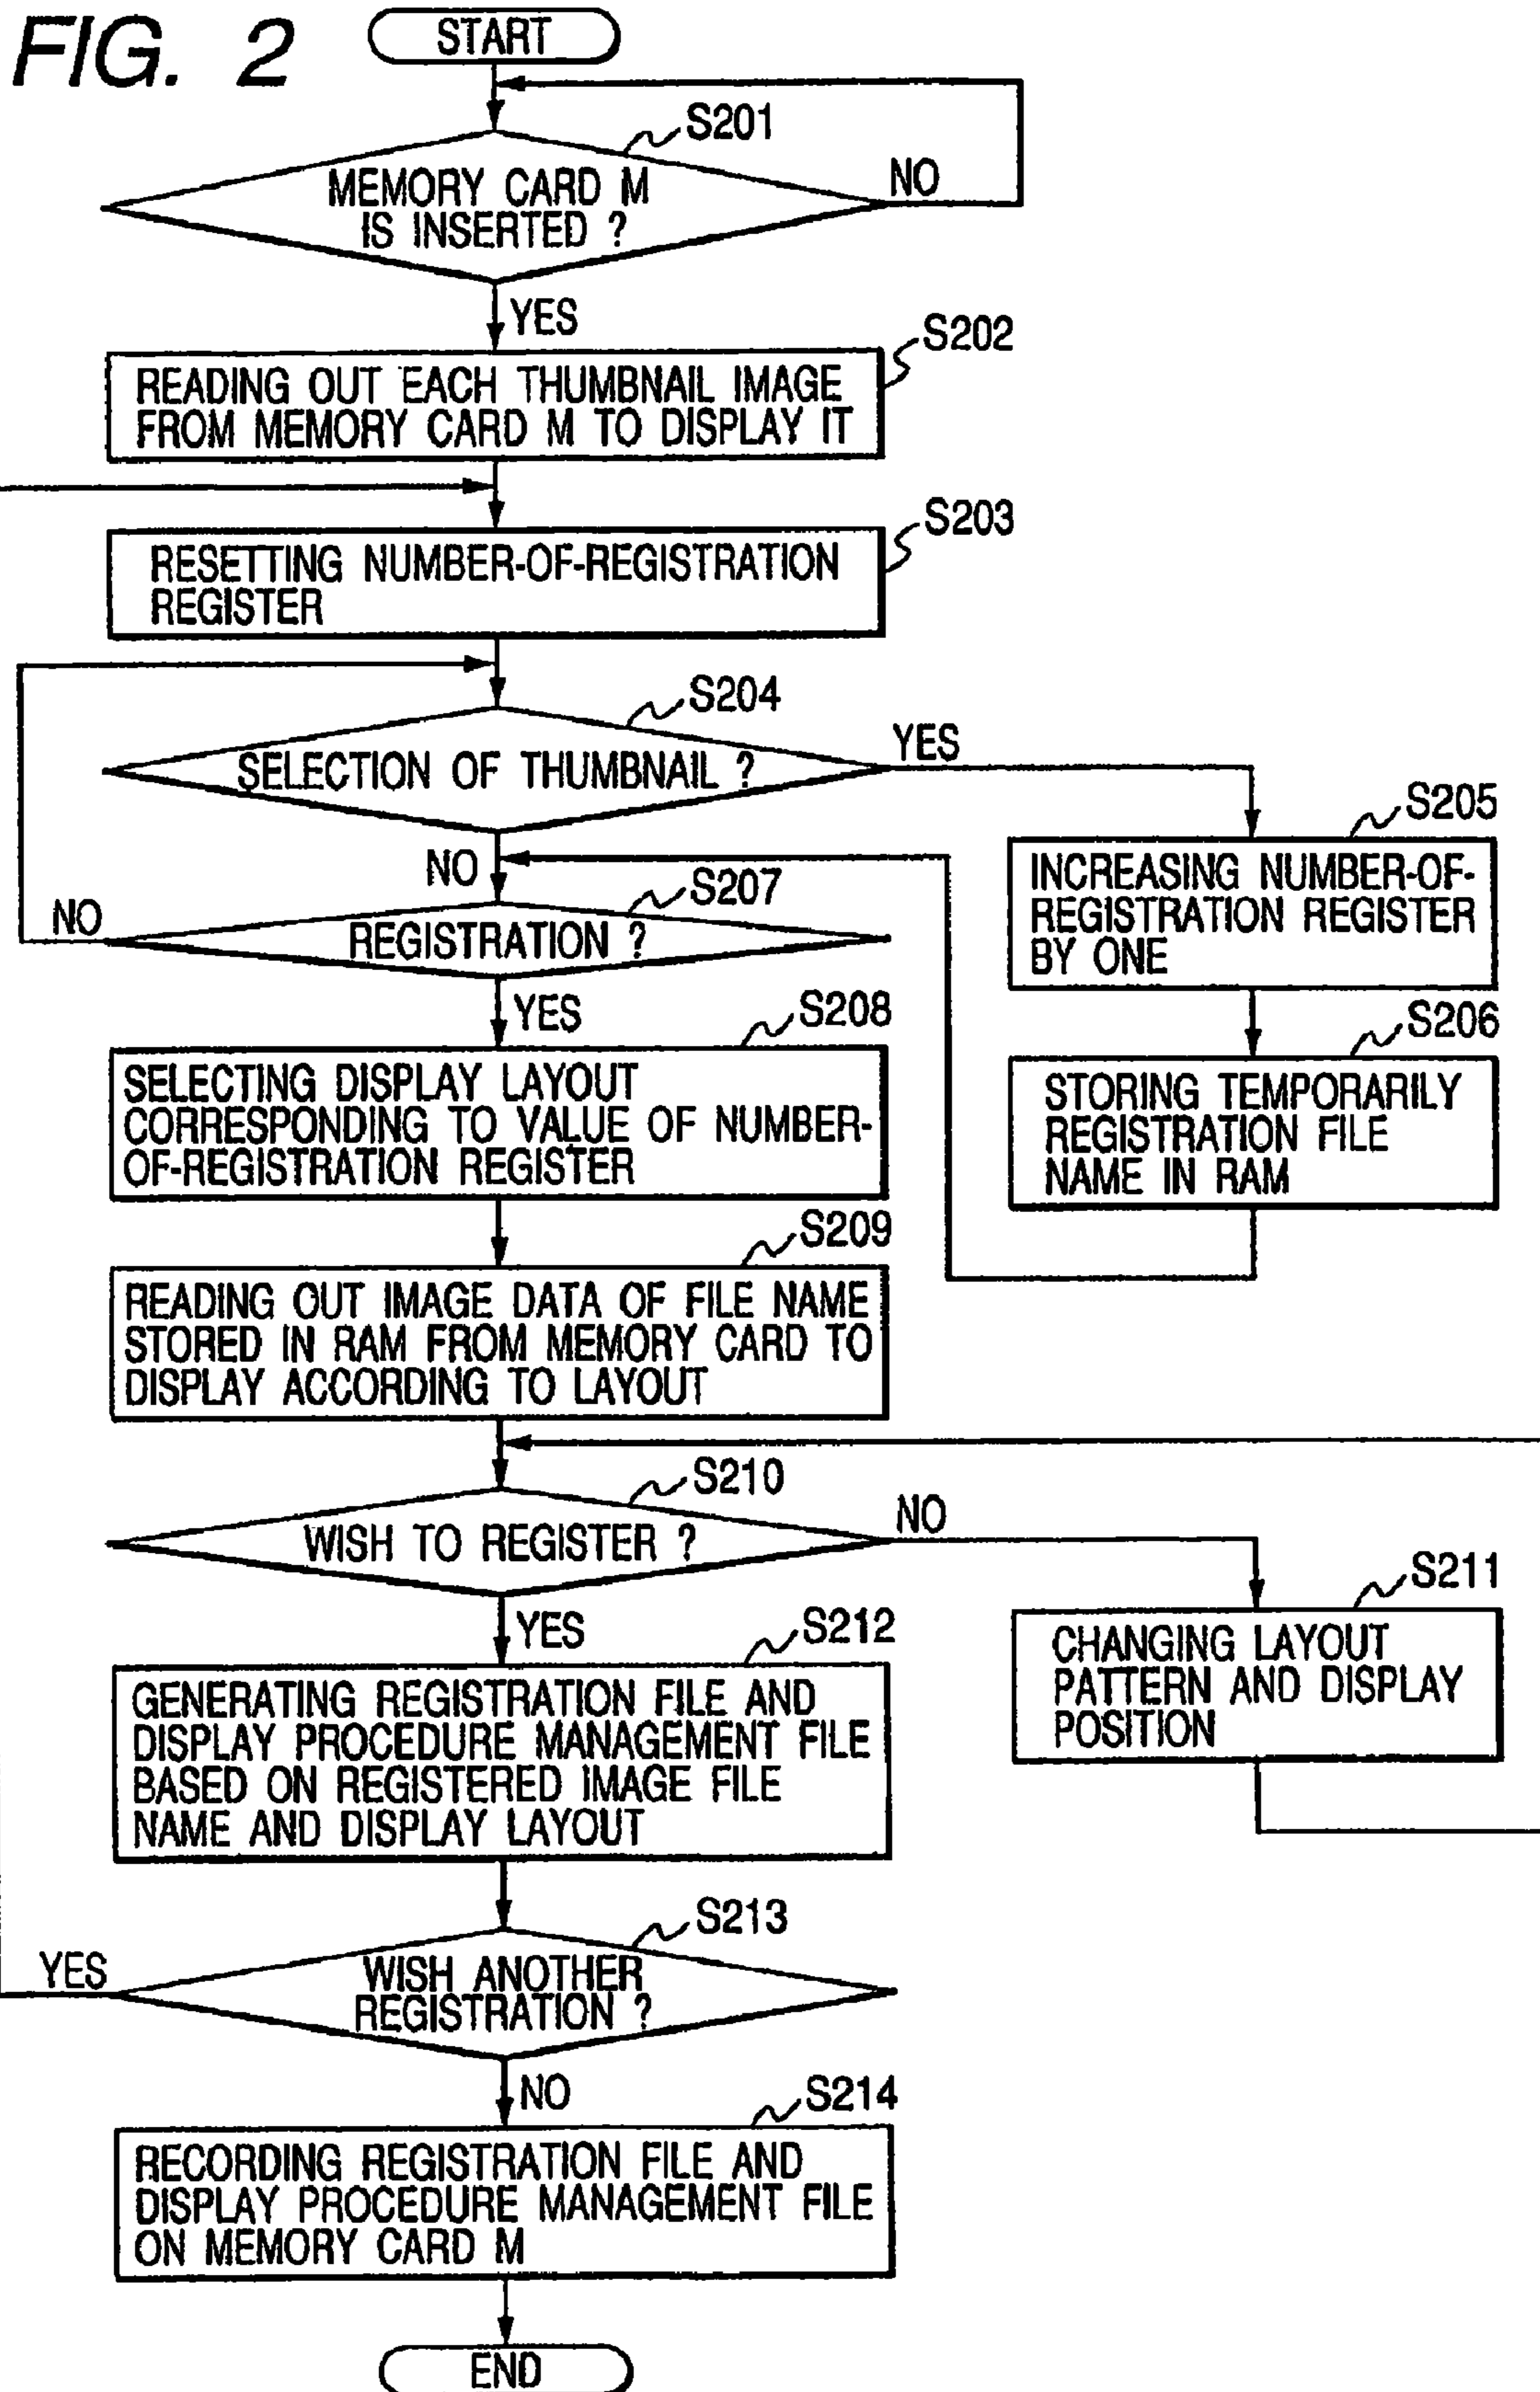 FIG. 2
START
S201
MEMORY CARD M
IS INSERTED ?
NO
YES
S202
READING OUT EACH THUMBNAIL IMAGE
FROM MEMORY CARD M TO DISPLAY IT
S203
RESETTING NUMBER-OF-REGISTRATION
REGISTER
S204
SELECTION OF THUMBNAIL ?
YES
NO
S205
INCREASING NUMBER-OF-
REGISTRATION REGISTER
BY ONE
S206
STORING TEMPORARILY
REGISTRATION FILE
NAME IN RAM
S207
REGISTRATION ?
NO
YES
S208
SELECTING DISPLAY LAYOUT
CORRESPONDING TO VALUE OF NUMBER-
OF-REGISTRATION REGISTER
S209
READING OUT IMAGE DATA OF FILE NAME
STORED IN RAM FROM MEMORY CARD TO
DISPLAY ACCORDING TO LAYOUT
S210
WISH TO REGISTER ?
NO
YES
S211
CHANGING LAYOUT
PATTERN AND DISPLAY
POSITION
S212
GENERATING REGISTRATION FILE AND
DISPLAY PROCEDURE MANAGEMENT FILE
BASED ON REGISTERED IMAGE FILE
NAME AND DISPLAY LAYOUT
S213
WISH ANOTHER
REGISTRATION ?
YES
NO
S214
RECORDING REGISTRATION FILE AND
DISPLAY PROCEDURE MANAGEMENT FILE
ON MEMORY CARD M
END